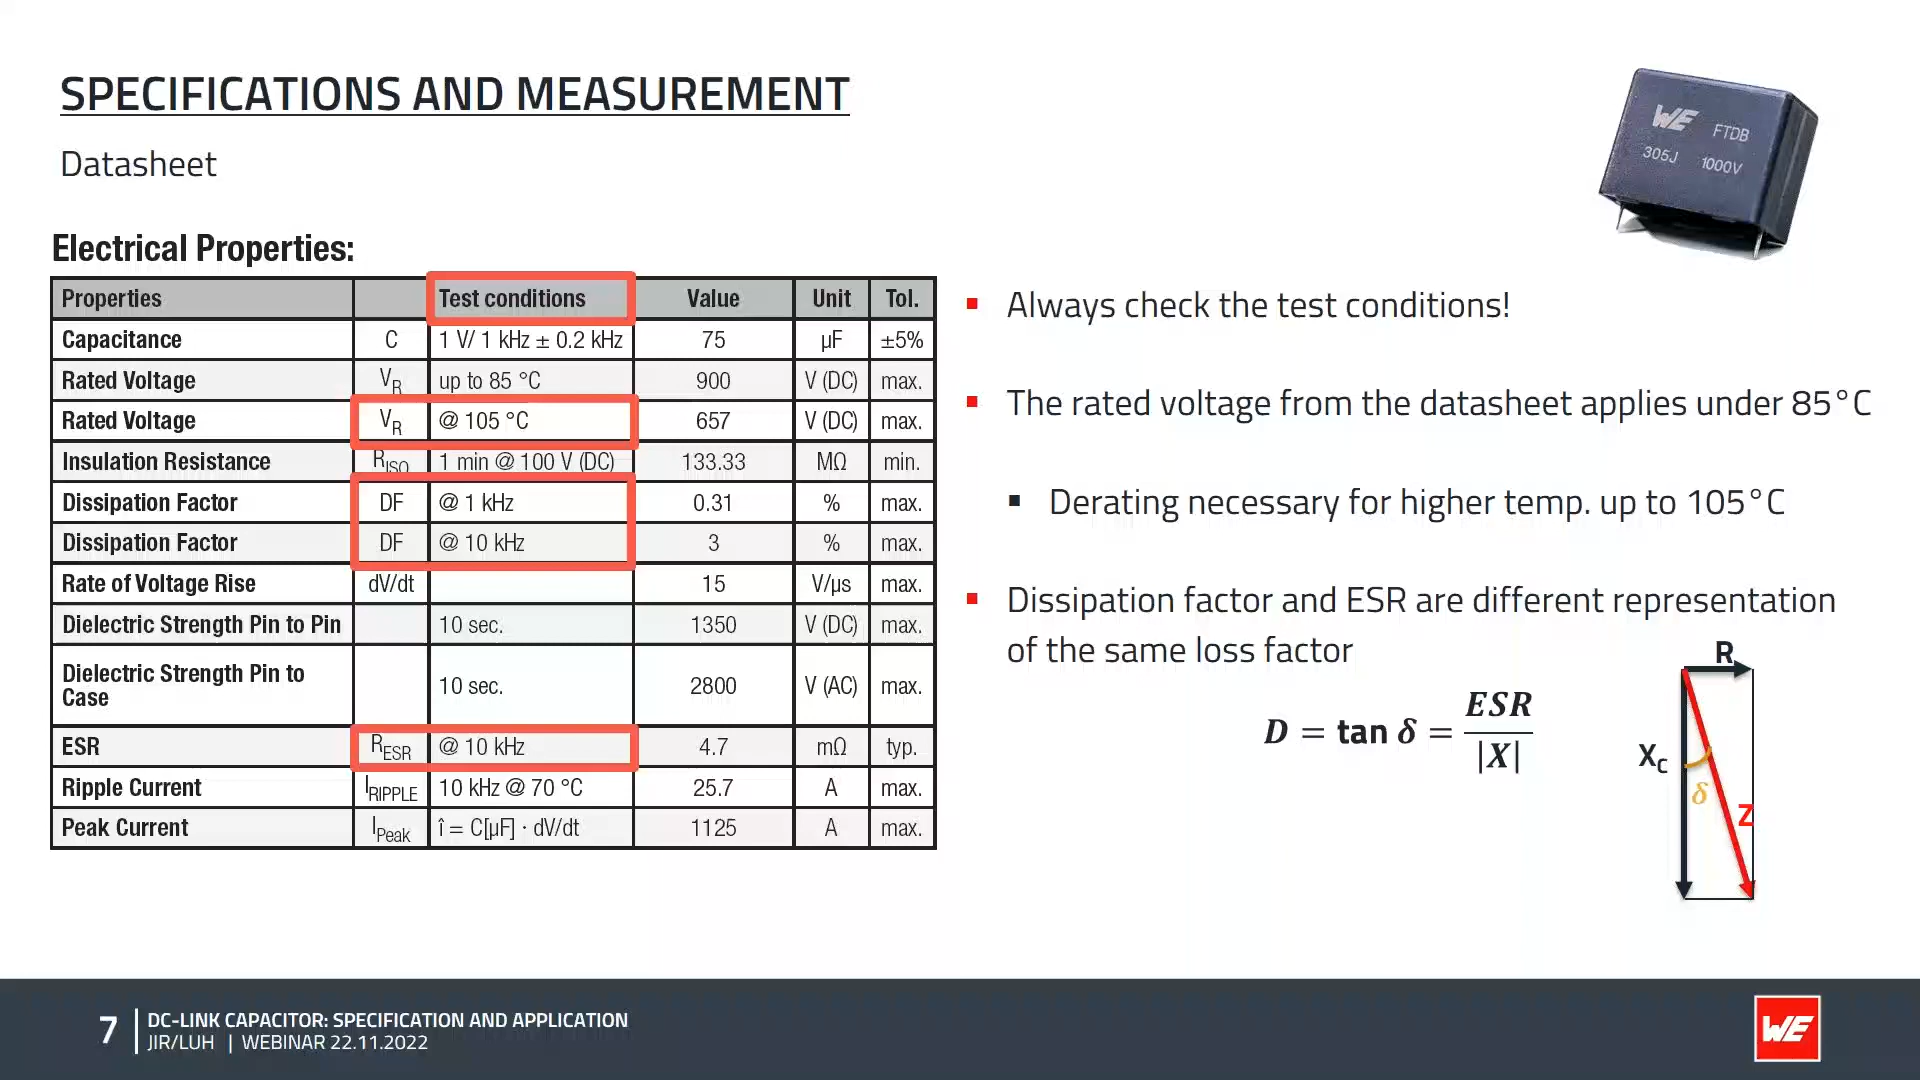 SPECIFICATIONS AND MEASUREMENT
Datasheet
WE FTDB
305J 1000V
Electrical Properties:
Properties Test conditions Value Unit Tol.
Capacitance C 1 V/ 1 kHz ± 0.2 kHz 75 µF ±5%
Rated Voltage VR up to 85 °C 900 V (DC) max.
Rated Voltage VR @ 105 °C 657 V (DC) max.
Insulation Resistance RISO 1 min @ 100 V (DC) 133.33 MΩ min.
Dissipation Factor DF @ 1 kHz 0.31 % max.
Dissipation Factor DF @ 10 kHz 3 % max.
Rate of Voltage Rise dV/dt 15 V/µs max.
Dielectric Strength Pin to Pin 10 sec. 1350 V (DC) max.
Dielectric Strength Pin to
Case 10 sec. 2800 V (AC) max.
ESR RESR @ 10 kHz 4.7 mΩ typ.
Ripple Current IRIPPLE 10 kHz @ 70 °C 25.7 A max.
Peak Current IPeak î = C[µF] · dV/dt 1125 A max.
▪ Always check the test conditions!
▪ The rated voltage from the datasheet applies under 85°C
▪ Derating necessary for higher temp. up to 105°C
▪ Dissipation factor and ESR are different representation
of the same loss factor
D = tan δ = ESR / |X|
R
XC
δ
Z
7
DC-LINK CAPACITOR: SPECIFICATION AND APPLICATION
JIR/LUH | WEBINAR 22.11.2022
WE